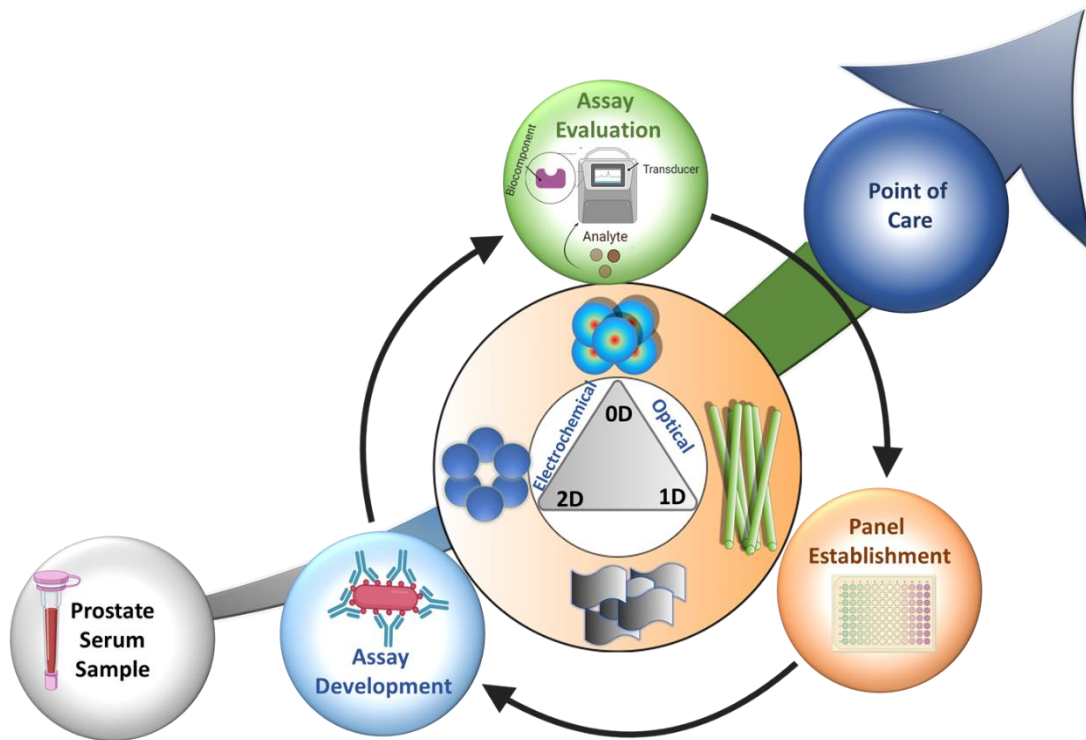 Assay
Evaluation
Biocomponent
Transducer
Analyte
Point of
Care
Electrochemical
Optical
0D
2D
1D
Panel
Establishment
Prostate
Serum
Sample
Assay
Development